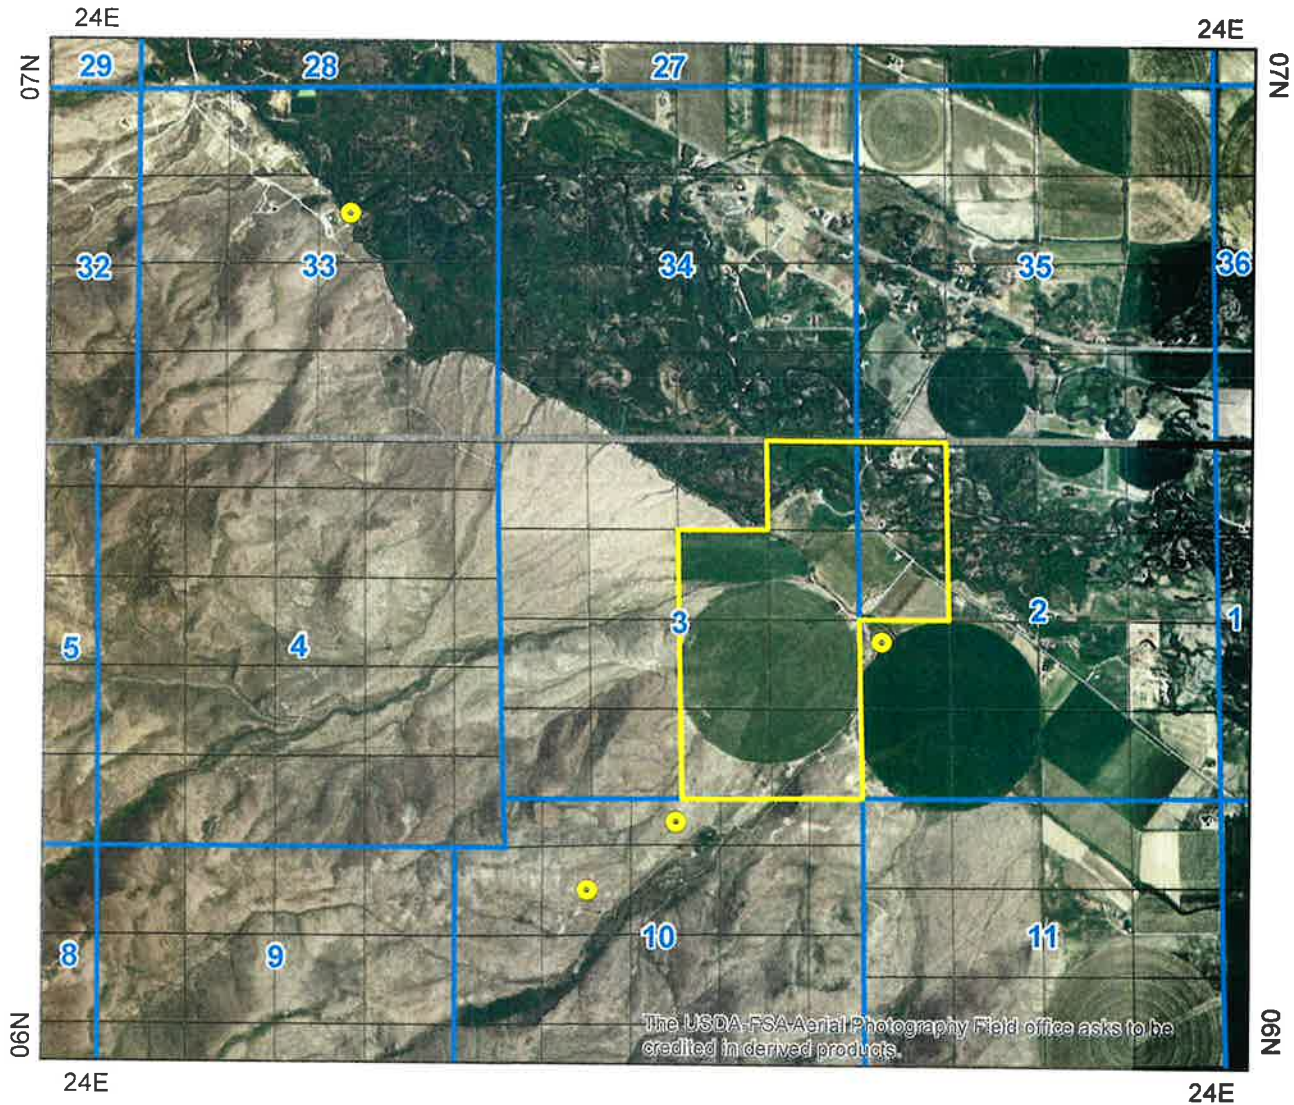 24E
24E
07N
07N
29
28
27
32
33
34
35
36
5
4
3
2
1
8
9
10
11
The USDA-FSA Aerial Photography Field office asks to be
credited in derived products.
06N
06N
24E
24E